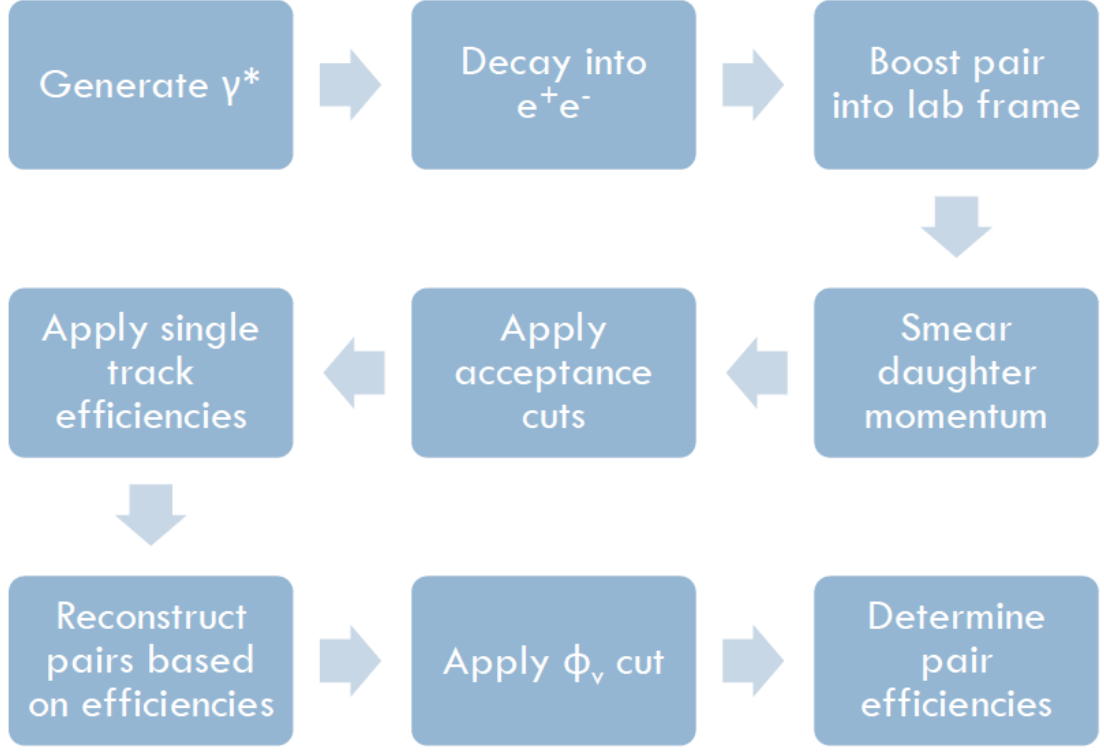 Generate γ*
Decay into
e⁺e⁻
Boost pair
into lab frame
Smear
daughter
momentum
Apply
acceptance
cuts
Apply single
track
efficiencies
Reconstruct
pairs based
on efficiencies
Apply ϕᵥ cut
Determine
pair
efficiencies